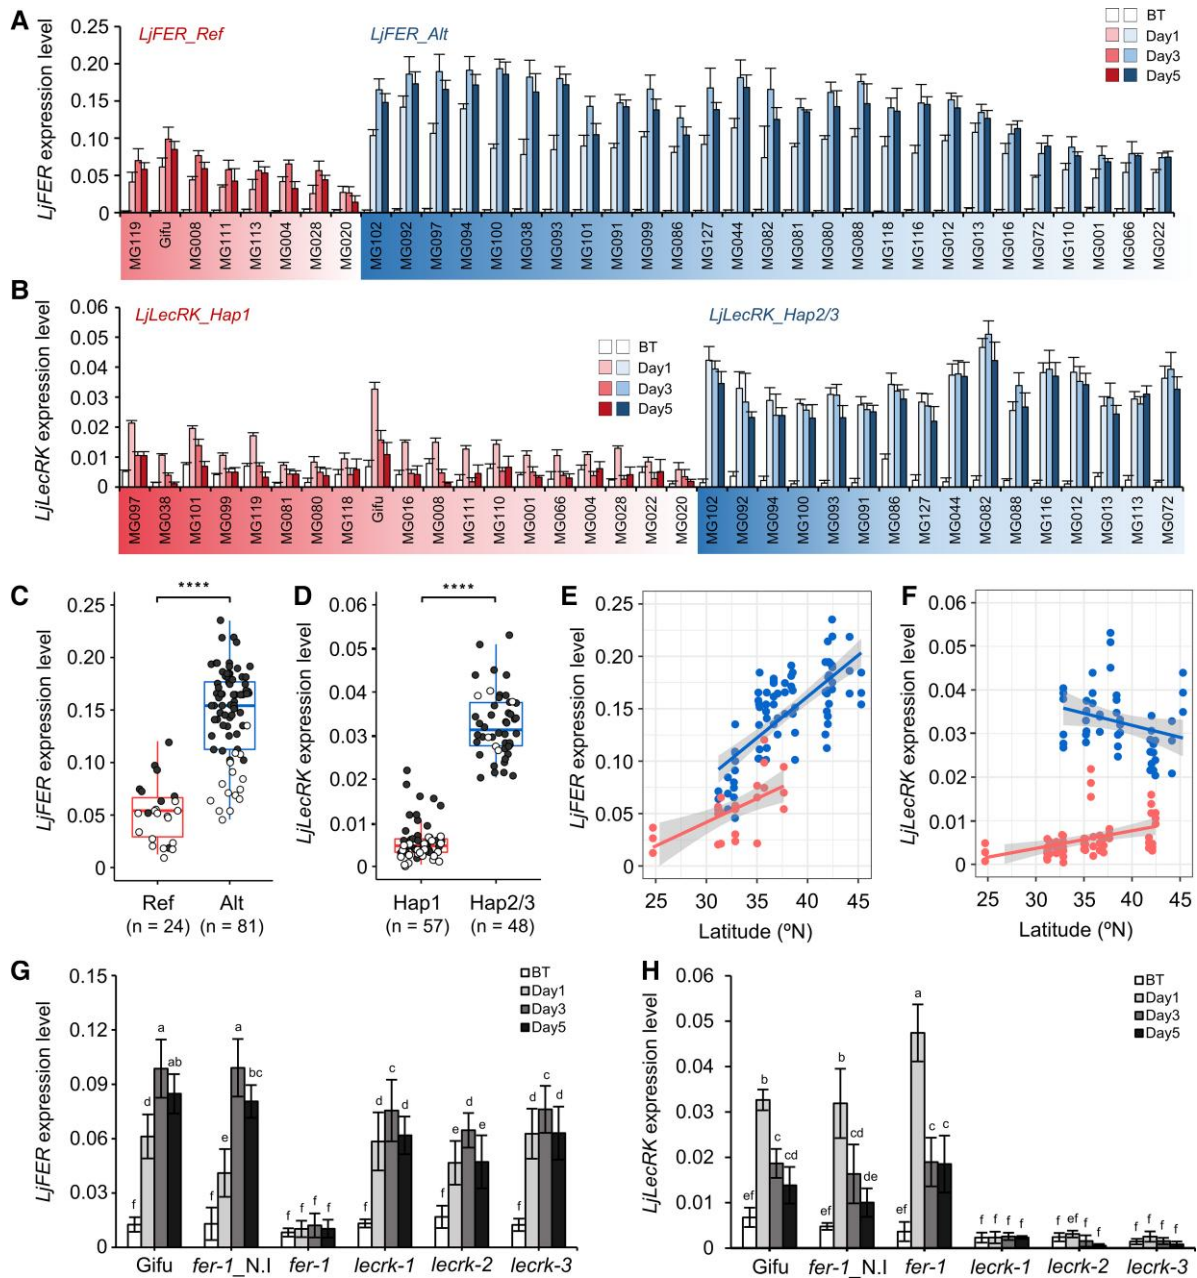 A
LjFER expression level
0.25
0.20
0.15
0.10
0.05
0
LjFER_Ref
LjFER_Alt
BT
Day1
Day3
Day5
MG119 Gifu MG008 MG111 MG113 MG004 MG028 MG020 MG102 MG092 MG097 MG094 MG100 MG038 MG093 MG101 MG091 MG099 MG086 MG127 MG044 MG082 MG081 MG080 MG088 MG118 MG116 MG012 MG013 MG016 MG072 MG110 MG001 MG066 MG022
B
LjLecRK expression level
0.06
0.05
0.04
0.03
0.02
0.01
0
LjLecRK_Hap1
LjLecRK_Hap2/3
BT
Day1
Day3
Day5
MG097 MG038 MG101 MG099 MG119 MG081 MG080 MG118 Gifu MG016 MG008 MG111 MG110 MG001 MG066 MG004 MG028 MG022 MG020 MG102 MG092 MG094 MG100 MG093 MG091 MG086 MG127 MG044 MG082 MG088 MG116 MG012 MG013 MG113 MG072
C
LjFER expression level
0.25
0.20
0.15
0.10
0.05
0
****
Ref Alt
(n = 24) (n = 81)
D
LjLecRK expression level
0.06
0.05
0.04
0.03
0.02
0.01
0
****
Hap1 Hap2/3
(n = 57) (n = 48)
E
LjFER expression level
0.25
0.20
0.15
0.10
0.05
0
25 30 35 40 45
Latitude (ºN)
F
LjLecRK expression level
0.06
0.05
0.04
0.03
0.02
0.01
0
25 30 35 40 45
Latitude (ºN)
G
LjFER expression level
0.15
0.12
0.09
0.06
0.03
0
BT
Day1
Day3
Day5
f d a ab f e a bc f f f f f d c d f e d e f d c d
Gifu fer-1_N.I fer-1 lecrk-1 lecrk-2 lecrk-3
H
LjLecRK expression level
0.06
0.05
0.04
0.03
0.02
0.01
0
BT
Day1
Day3
Day5
ef b c cd ef b cd de ef a c c f f f f f ef f f f f f f
Gifu fer-1_N.I fer-1 lecrk-1 lecrk-2 lecrk-3